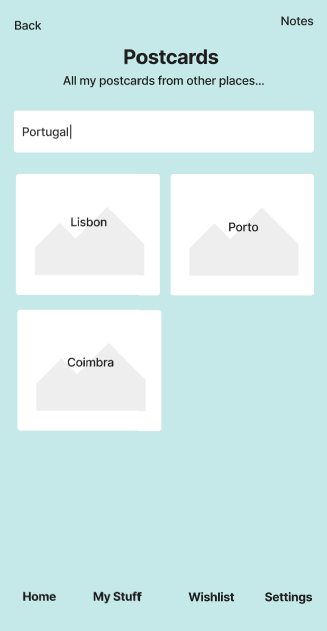 Back
Notes
Postcards
All my postcards from other places...
Portugal
Lisbon
Porto
Coimbra
Home
My Stuff
Wishlist
Settings